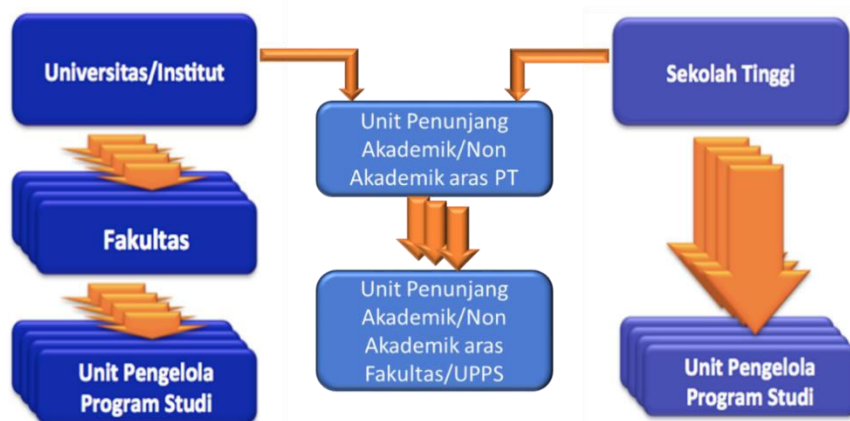 Universitas/Institut
Fakultas
Unit Pengelola
Program Studi
Unit Penunjang
Akademik/Non
Akademik aras PT
Unit Penunjang
Akademik/Non
Akademik aras
Fakultas/UPPS
Sekolah Tinggi
Unit Pengelola
Program Studi